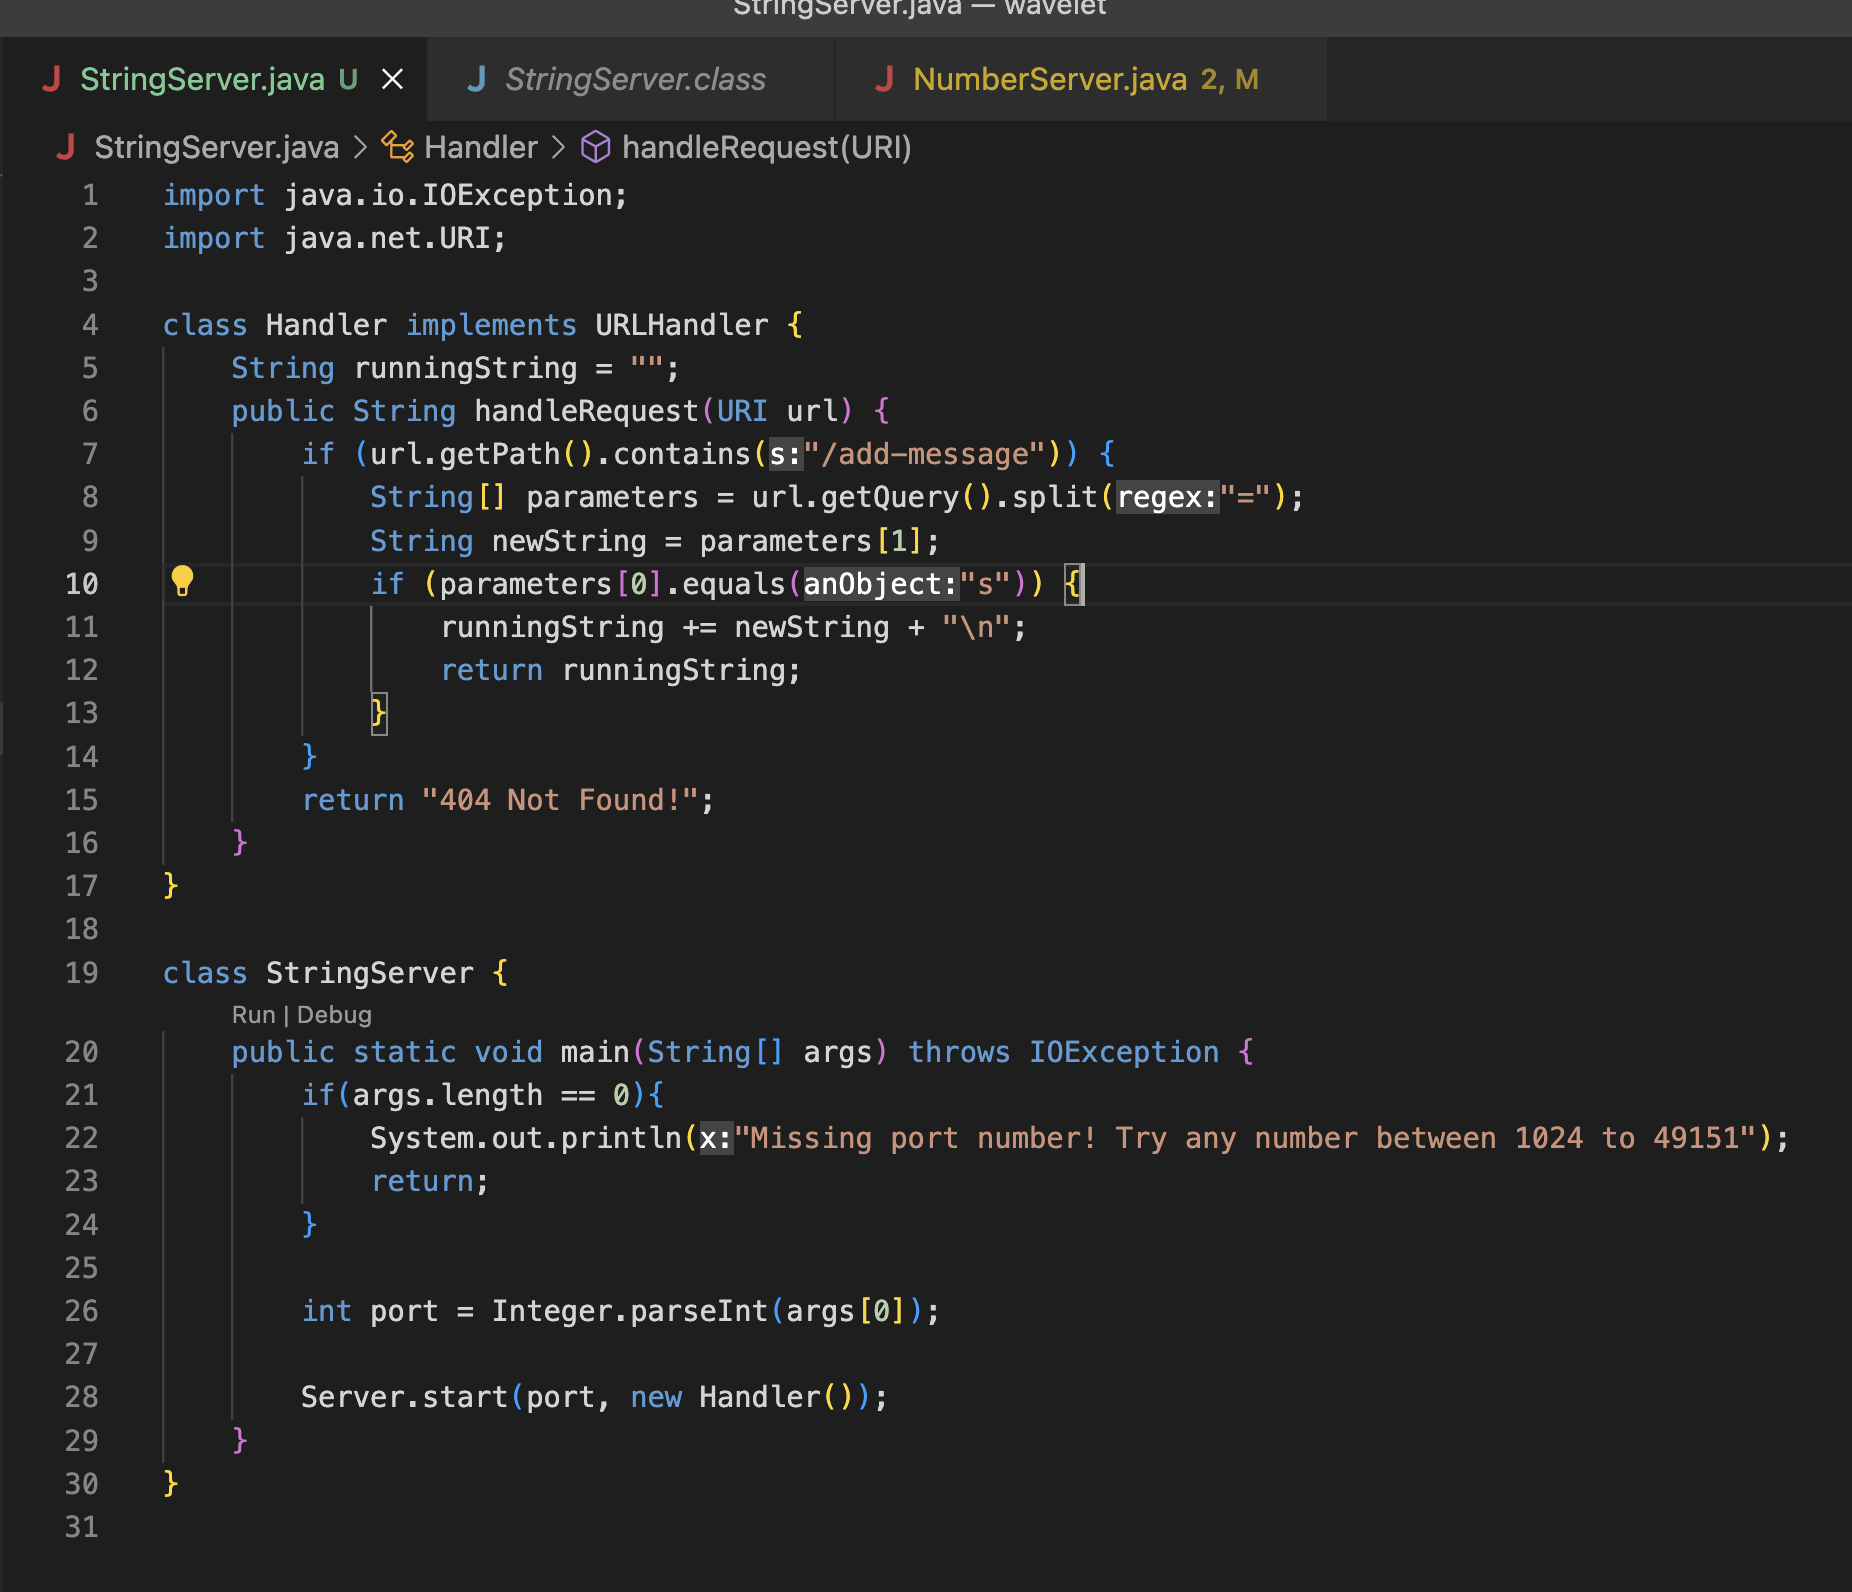 StringServer.java — wavelet
StringServer.java U StringServer.class NumberServer.java 2, M
StringServer.java > Handler > handleRequest(URI)
1 import java.io.IOException;
2 import java.net.URI;
3
4 class Handler implements URLHandler {
5     String runningString = "";
6     public String handleRequest(URI url) {
7         if (url.getPath().contains(s:"/add-message")) {
8             String[] parameters = url.getQuery().split(regex:"=");
9             String newString = parameters[1];
10             if (parameters[0].equals(anObject:"s")) {
11                 runningString += newString + "\n";
12                 return runningString;
13             }
14         }
15         return "404 Not Found!";
16     }
17 }
18
19 class StringServer {
Run | Debug
20     public static void main(String[] args) throws IOException {
21         if(args.length == 0){
22             System.out.println(x:"Missing port number! Try any number between 1024 to 49151");
23             return;
24         }
25
26         int port = Integer.parseInt(args[0]);
27
28         Server.start(port, new Handler());
29     }
30 }
31